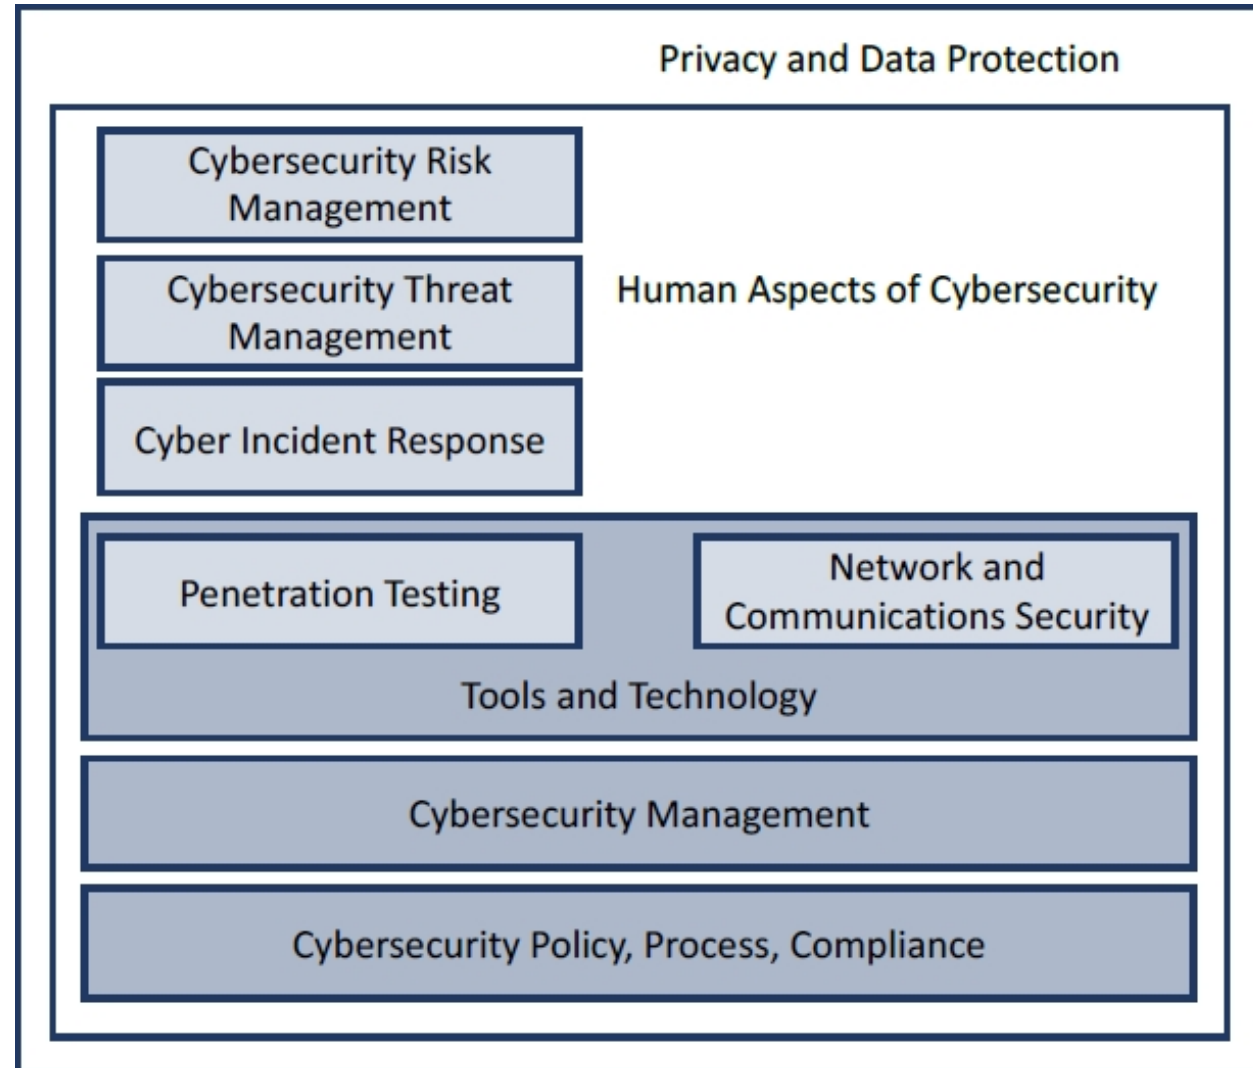 Privacy and Data Protection
Cybersecurity Risk
Management
Cybersecurity Threat
Management
Human Aspects of Cybersecurity
Cyber Incident Response
Penetration Testing
Network and
Communications Security
Tools and Technology
Cybersecurity Management
Cybersecurity Policy, Process, Compliance